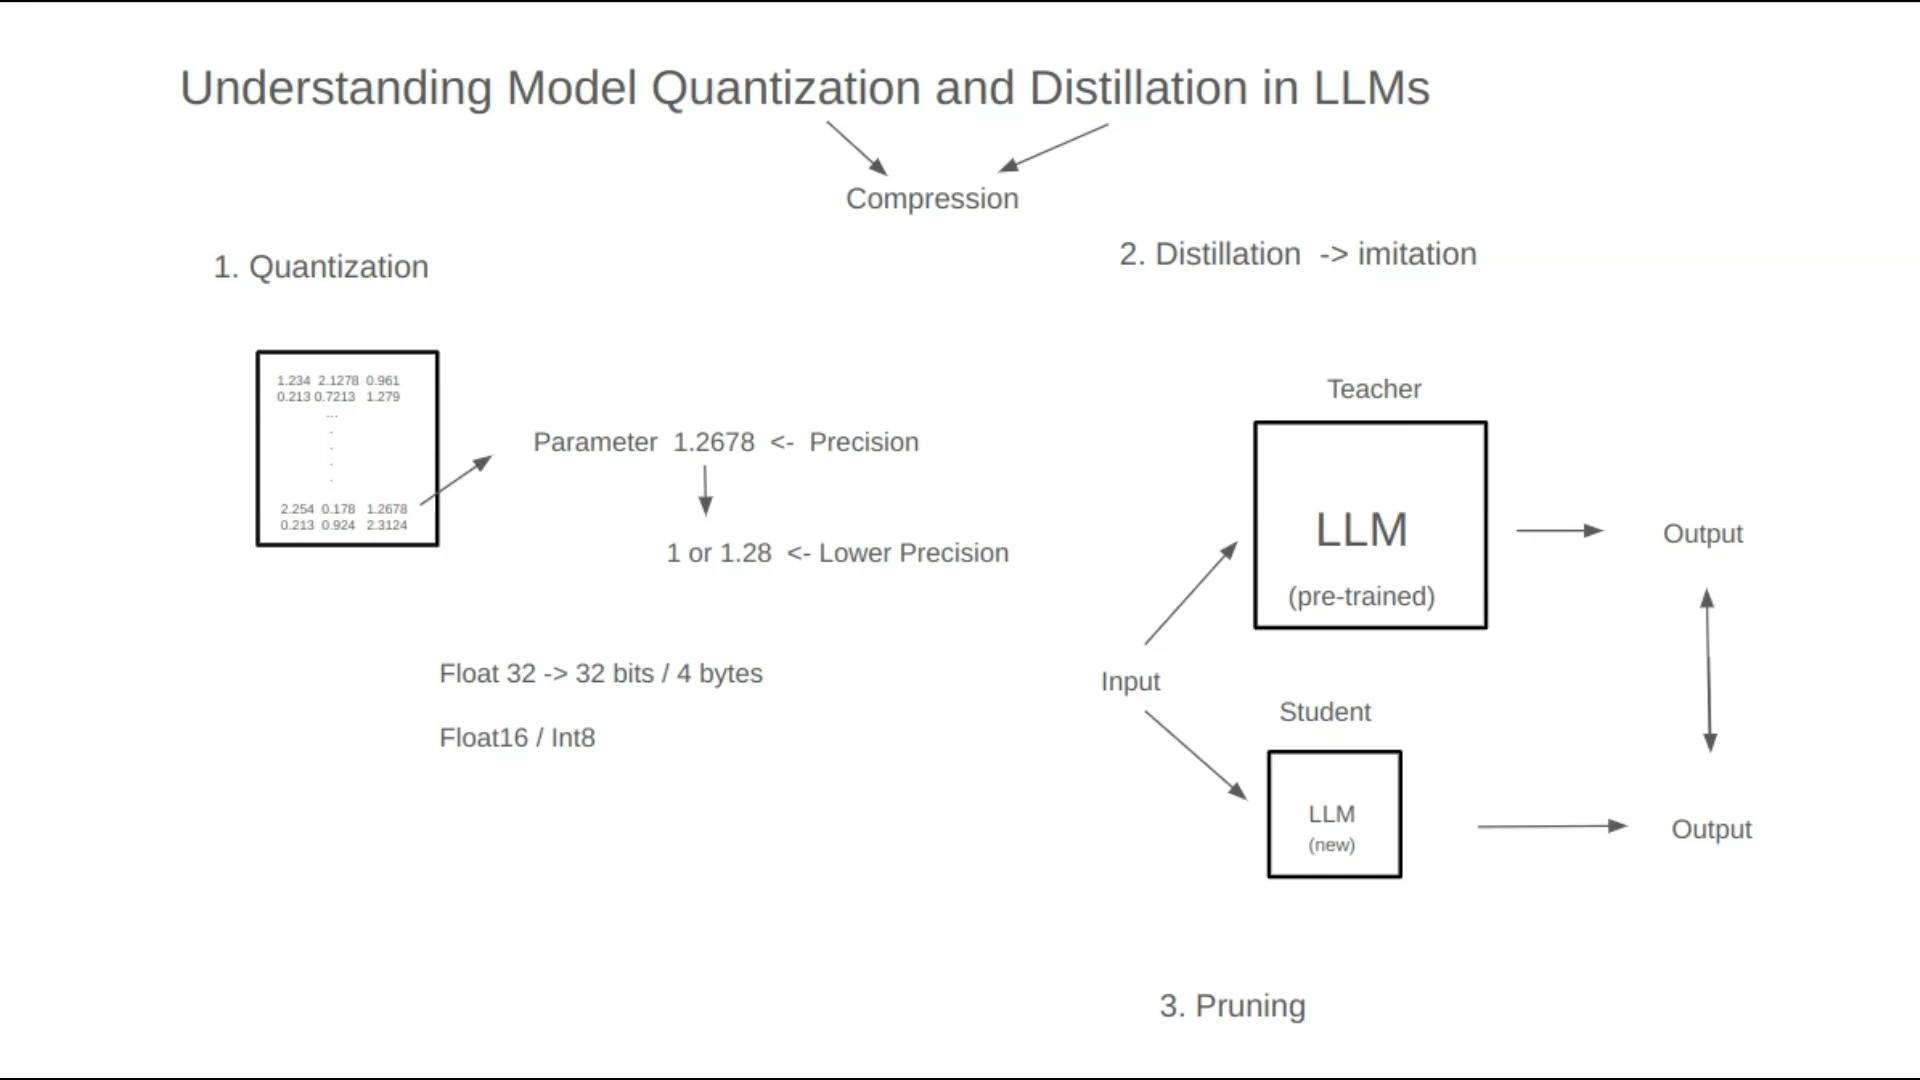 Understanding Model Quantization and Distillation in LLMs
Compression
1. Quantization
1.234 2.1278 0.961
0.213 0.7213 1.279
...
.
.
.
.
2.254 0.178 1.2678
0.213 0.924 2.3124
Parameter 1.2678 <- Precision
1 or 1.28 <- Lower Precision
Float 32 -> 32 bits / 4 bytes
Float16 / Int8
2. Distillation -> imitation
Teacher
LLM
(pre-trained)
Output
Input
Student
LLM
(new)
Output
3. Pruning